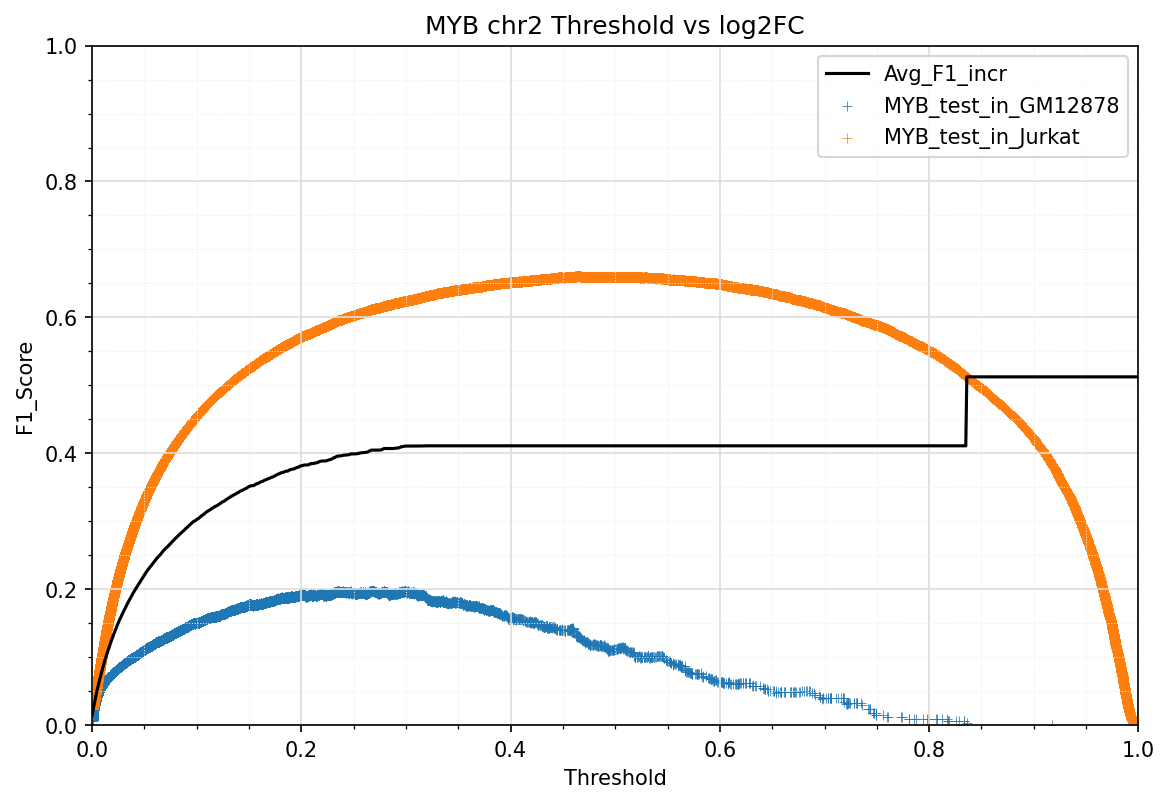 MYB chr2 Threshold vs log2FC
Avg_F1_incr
MYB_test_in_GM12878
MYB_test_in_Jurkat
F1_Score
1.0
0.8
0.6
0.4
0.2
0.0
0.0 0.2 0.4 0.6 0.8 1.0
Threshold